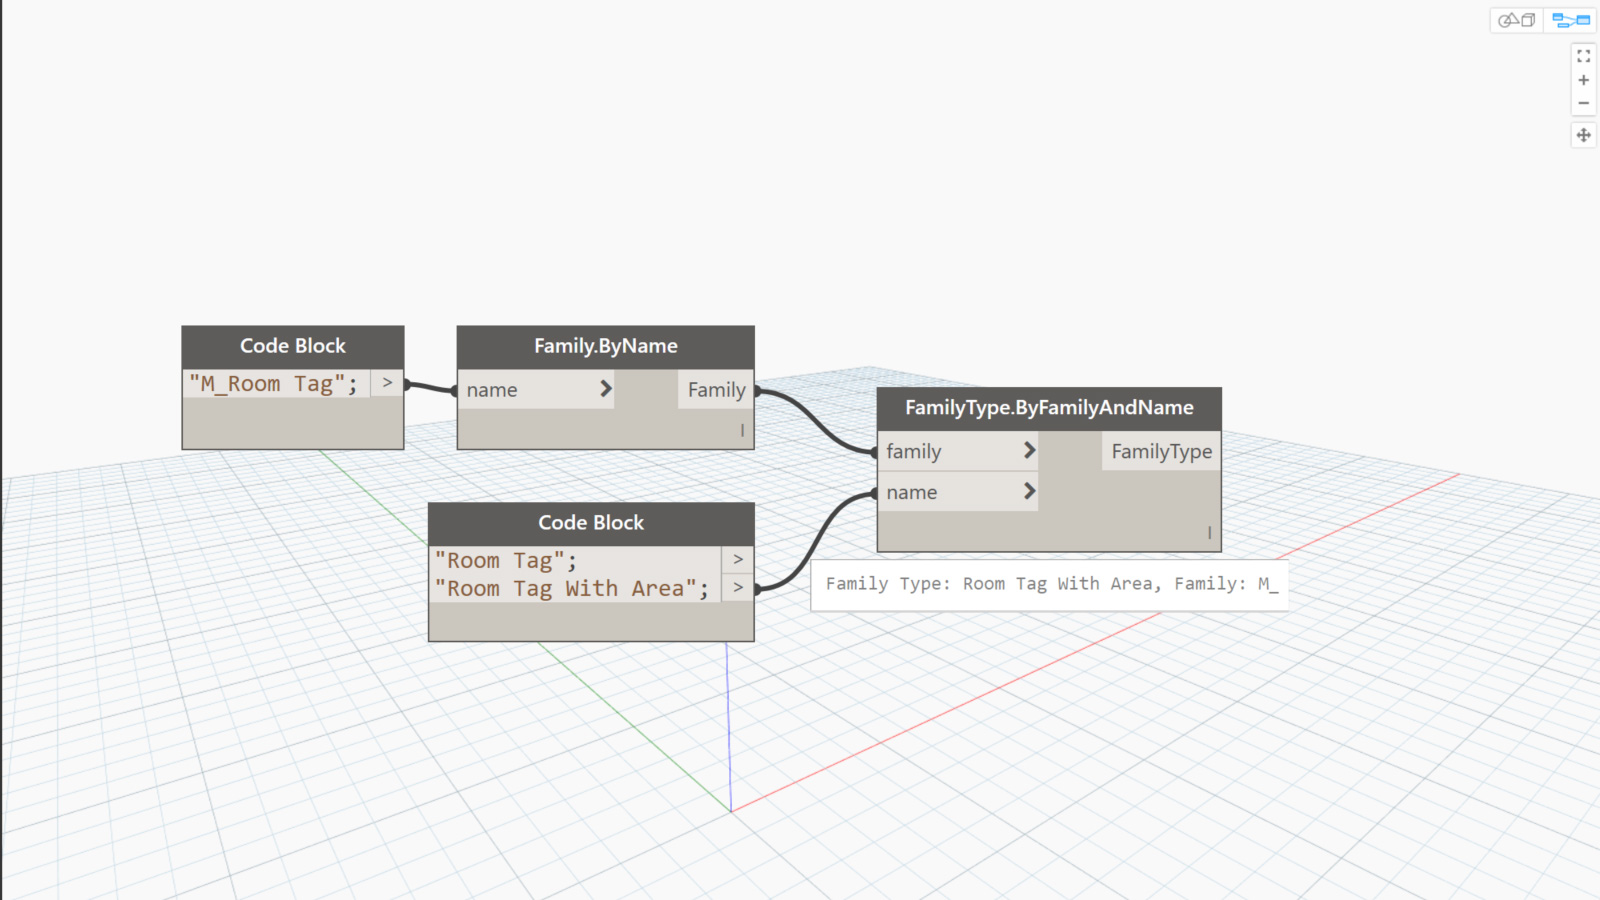 Code Block
"M_Room Tag"; >
Family.ByName
name > Family
l
FamilyType.ByFamilyAndName
family > FamilyType
name >
l
Code Block
"Room Tag"; >
"Room Tag With Area"; >
Family Type: Room Tag With Area, Family: M_